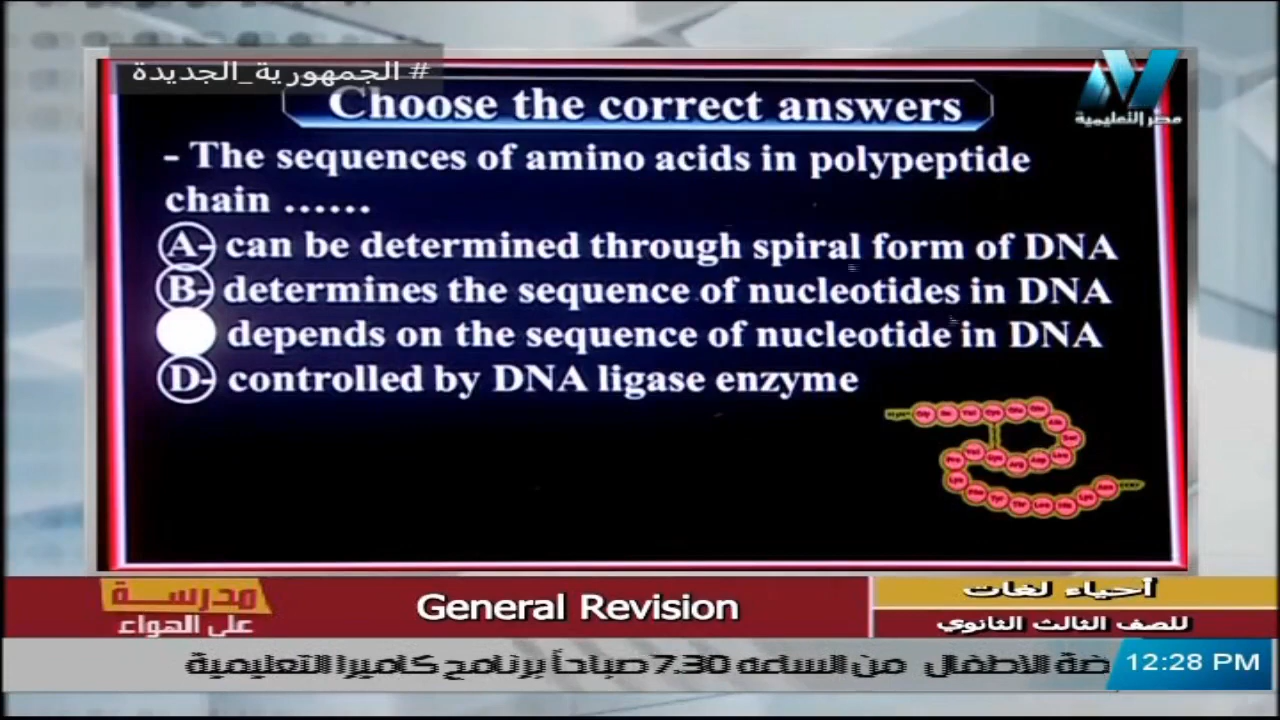 # الجمهورية_الجديدة
مصر التعليمية
Choose the correct answers
- The sequences of amino acids in polypeptide
chain ......
A- can be determined through spiral form of DNA
B- determines the sequence of nucleotides in DNA
depends on the sequence of nucleotide in DNA
D- controlled by DNA ligase enzyme
مدرسة
على الهواء
General Revision
أحياء لغات
للصف الثالث الثانوي
ضة الاطفال من الساعه 7.30 صباحاً برنامج كاميرا التعليمية
12:28 PM